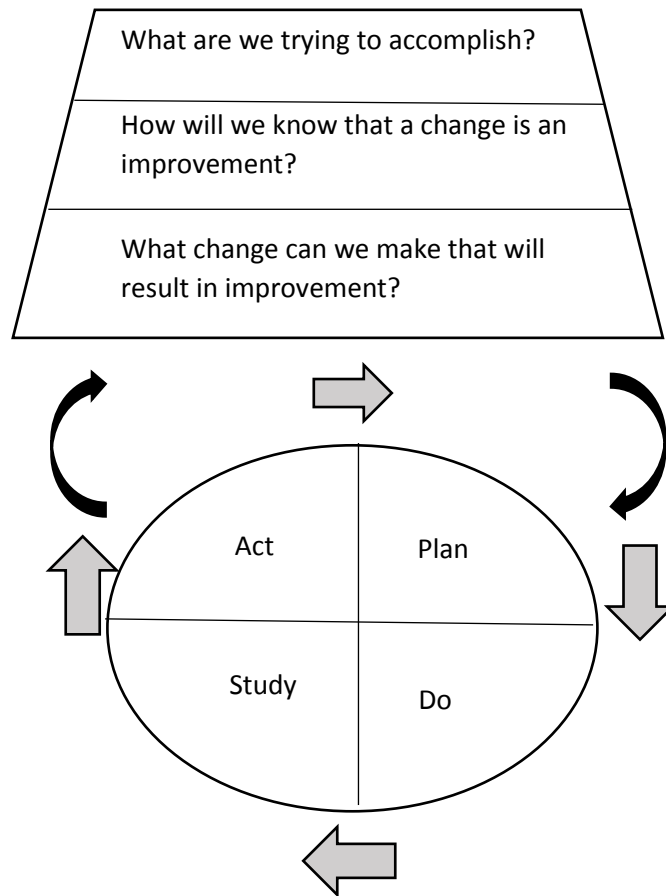 What are we trying to accomplish?
How will we know that a change is an
improvement?
What change can we make that will
result in improvement?
Act
Plan
Study
Do